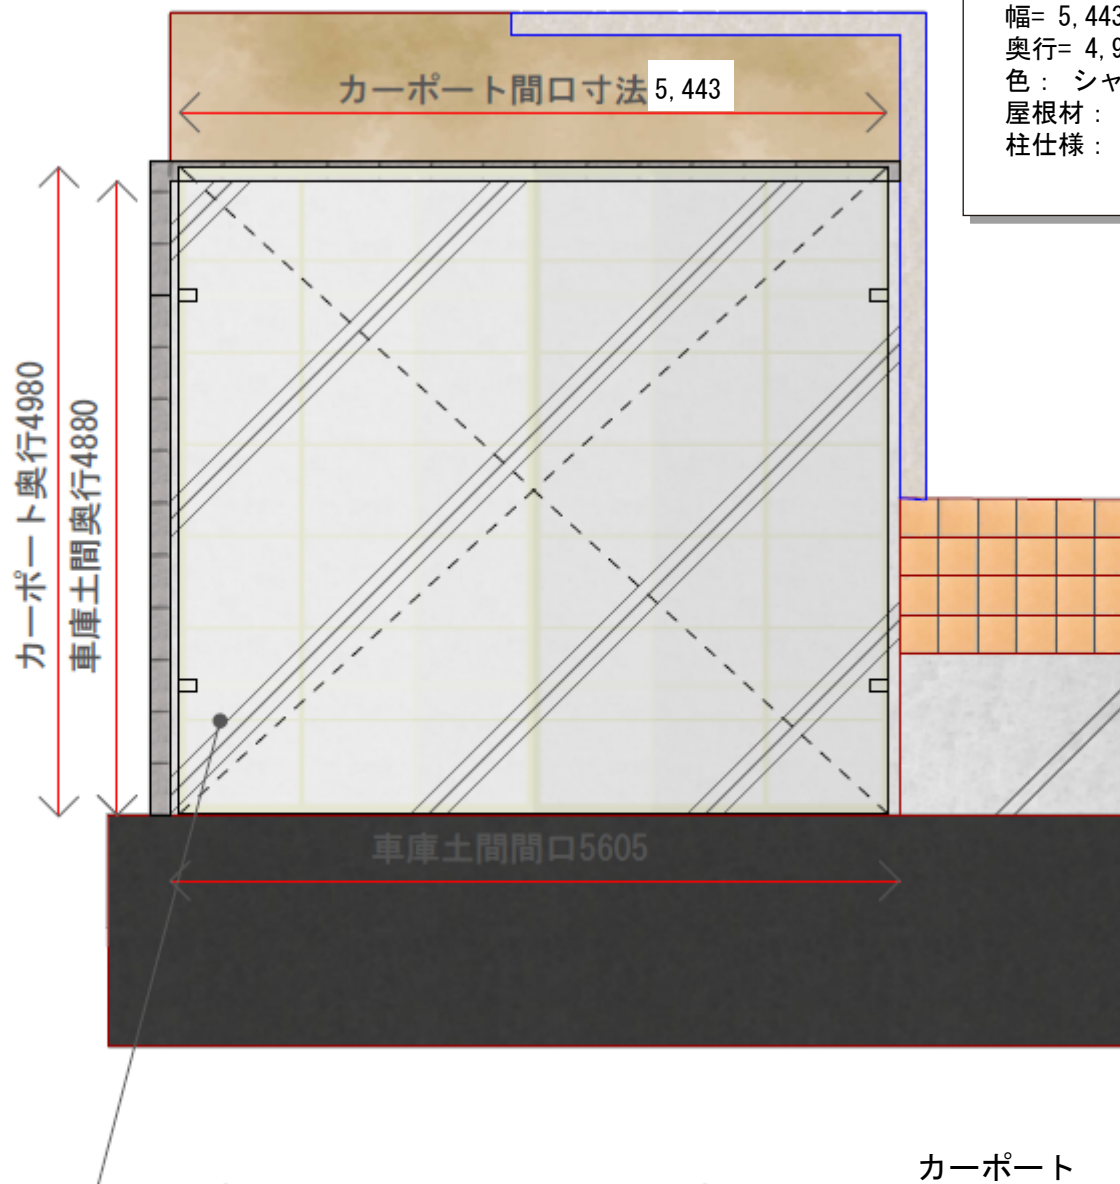 幅= 5,443
奥行= 4,9
色： シャ
屋根材：
柱仕様：
カーポート間口寸法 5,443
カーポート奥行4980
車庫土間奥行4880
車庫土間間口5605
カーポート